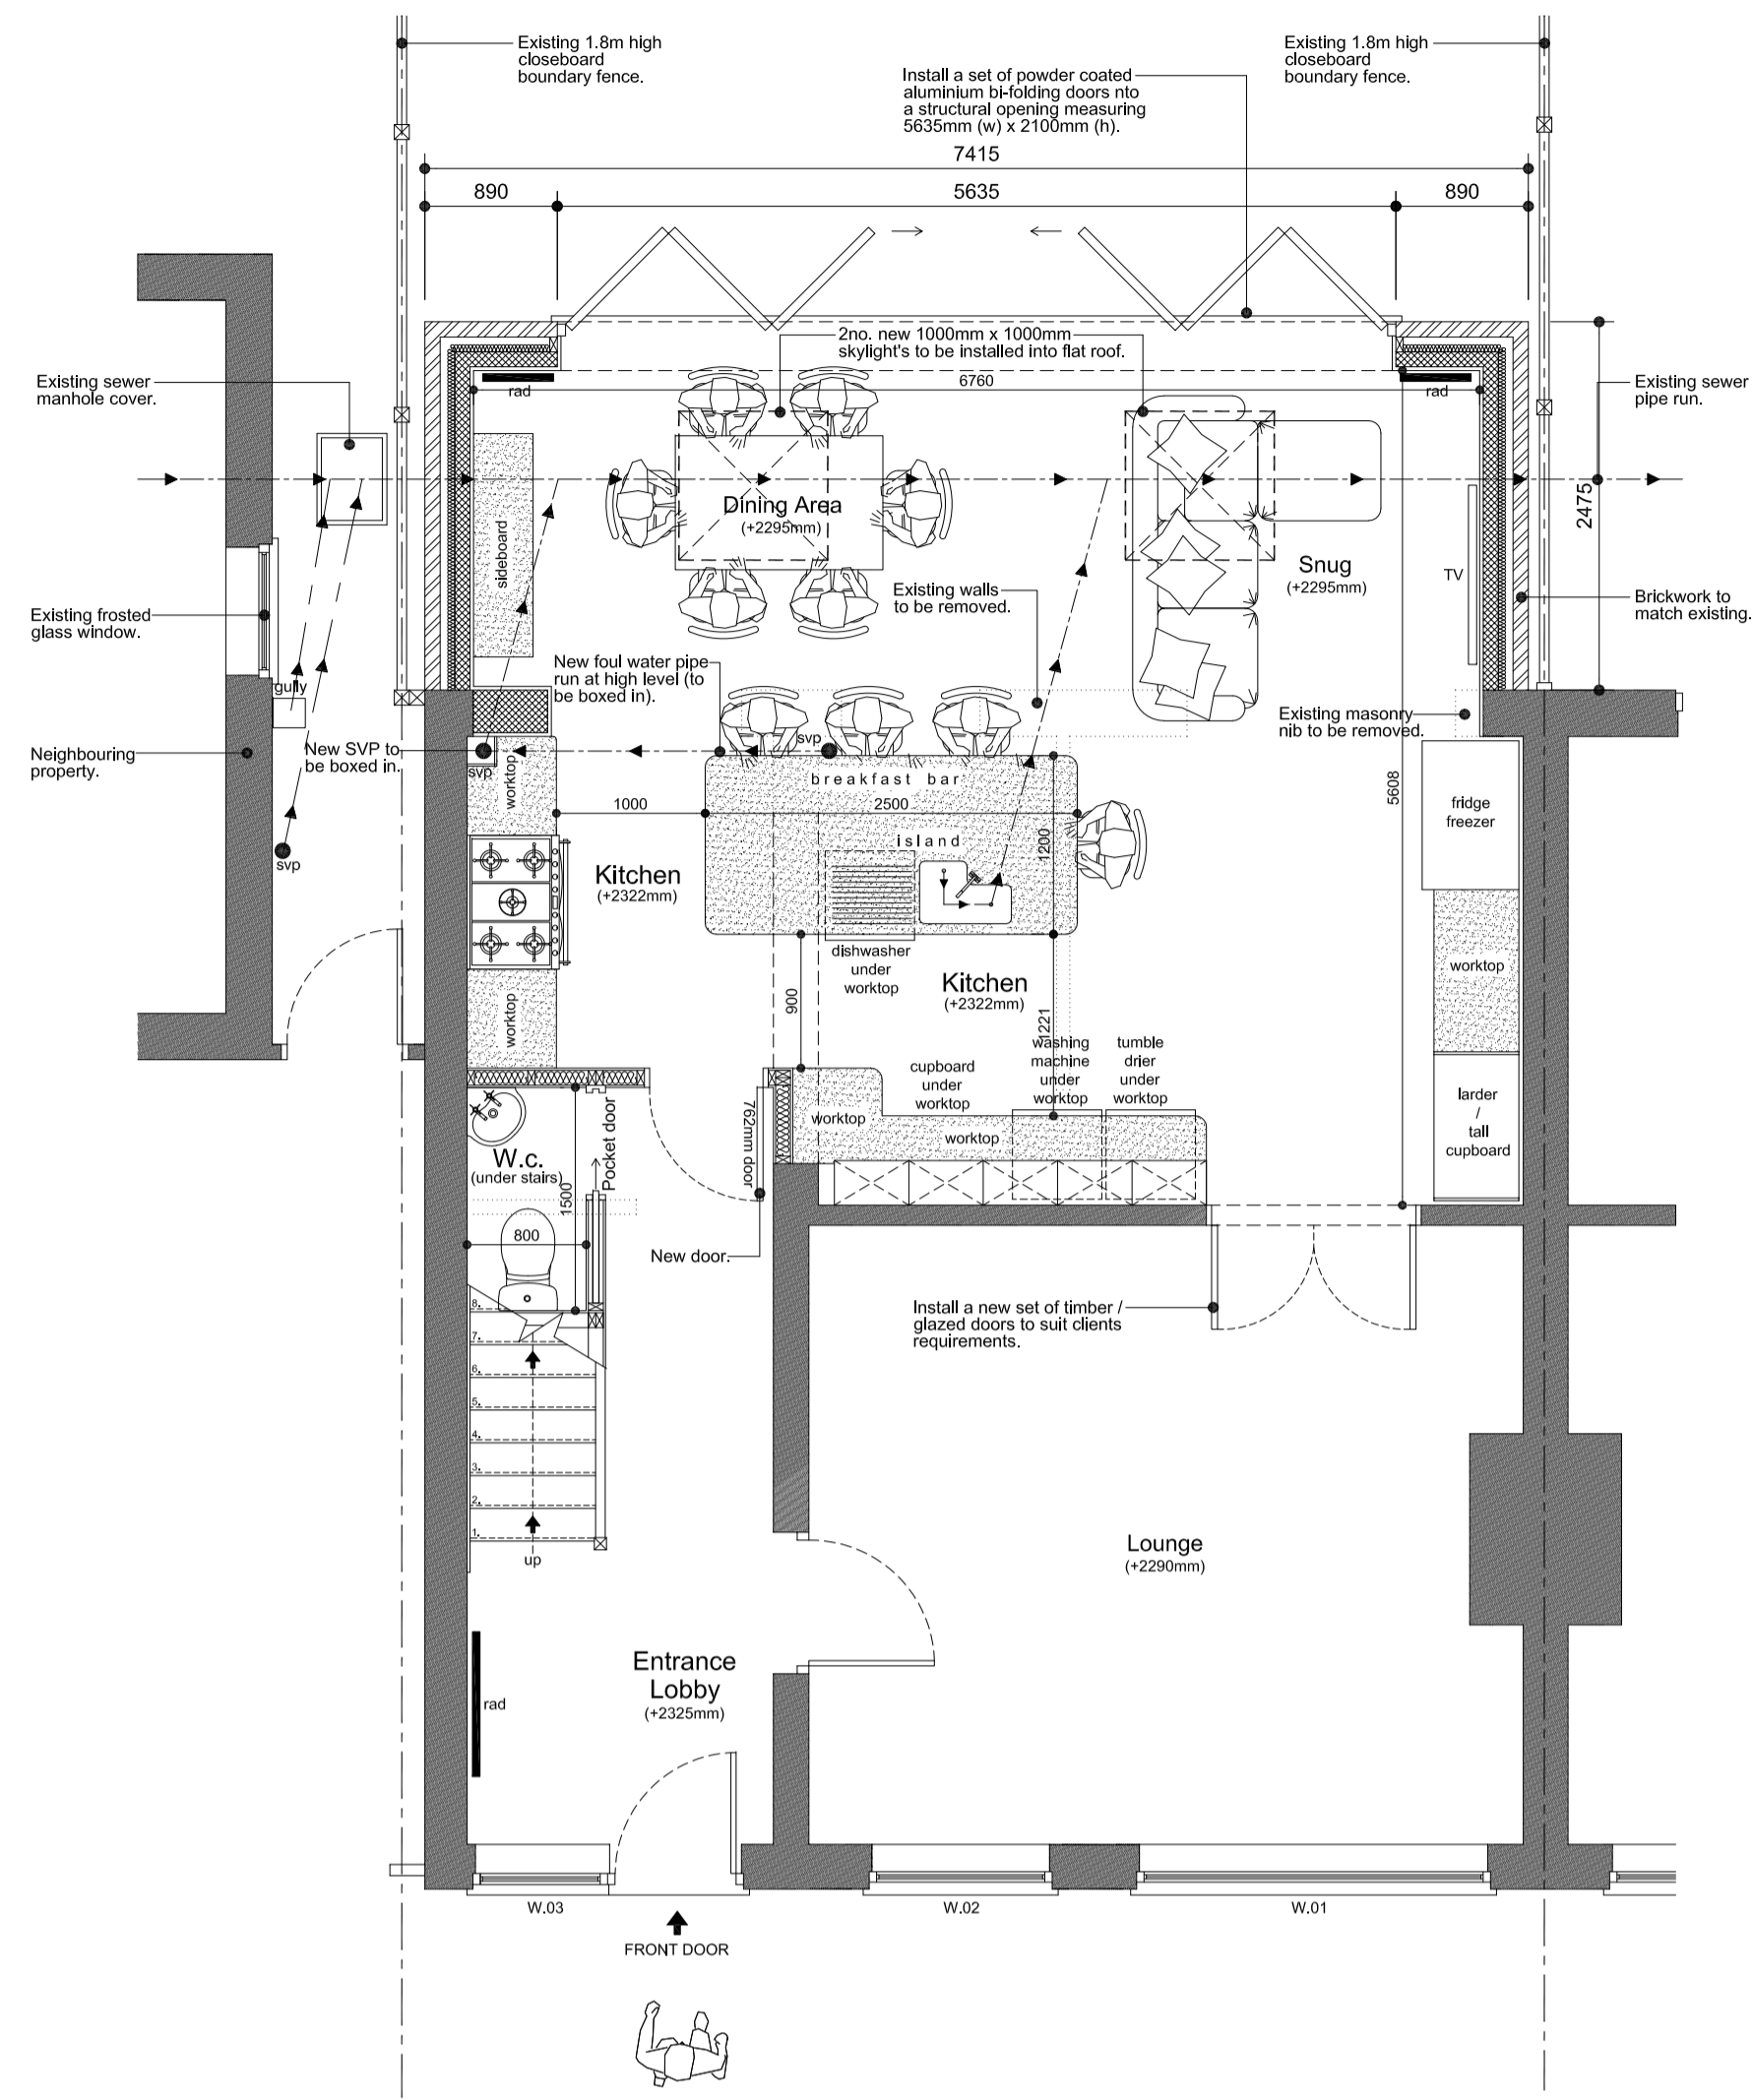 Existing 1.8m high
closeboard
boundary fence.
Existing 1.8m high
closeboard
boundary fence.
Install a set of powder coated
aluminium bi-folding doors nto
a structural opening measuring
5635mm (w) x 2100mm (h).
7415
890
5635
890
2no. new 1000mm x 1000mm
skylight's to be installed into flat roof.
rad
6760
rad
Existing sewer
manhole cover.
Existing sewer
pipe run.
2475
Dining Area
(+2295mm)
sideboard
Snug
(+2295mm)
TV
Existing walls
to be removed.
Existing frosted
glass window.
Brickwork to
match existing.
New foul water pipe
run at high level (to
be boxed in).
gully
Existing masonry
nib to be removed.
Neighbouring
property.
New SVP to
be boxed in.
svp
svp
worktop
breakfast bar
1000
2500
5608
fridge
freezer
island
1200
svp
Kitchen
(+2322mm)
dishwasher
under
worktop
Kitchen
(+2322mm)
worktop
900
worktop
1221
washing
machine
under
worktop
tumble
drier
under
worktop
cupboard
under
worktop
larder
/
tall
cupboard
worktop
worktop
762mm door
Pocket door
W.c.
(under stairs)
1500
800
New door.
Install a new set of timber /
glazed doors to suit clients
requirements.
8.
7.
6.
5.
4.
3.
2.
1.
up
Lounge
(+2290mm)
Entrance
Lobby
(+2325mm)
rad
W.03
W.02
W.01
FRONT DOOR